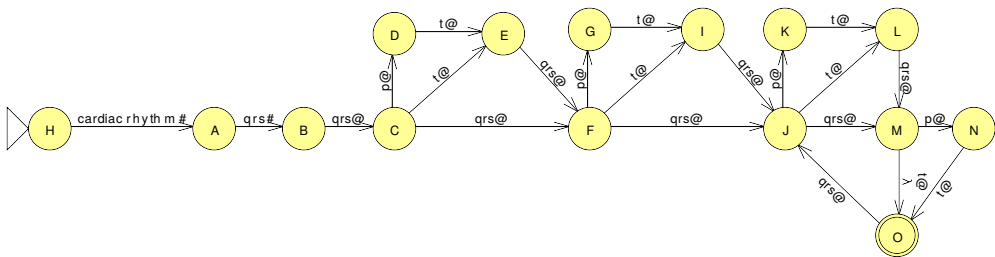 D t@ E G t@ I K t@ L
p@ t@ qrs@ p@ t@ qrs@ p@ t@ qrs@
H cardiac rhythm# A qrs# B qrs@ C qrs@ F qrs@ J qrs@ M p@ N
qrs@ t@ λ t@
O